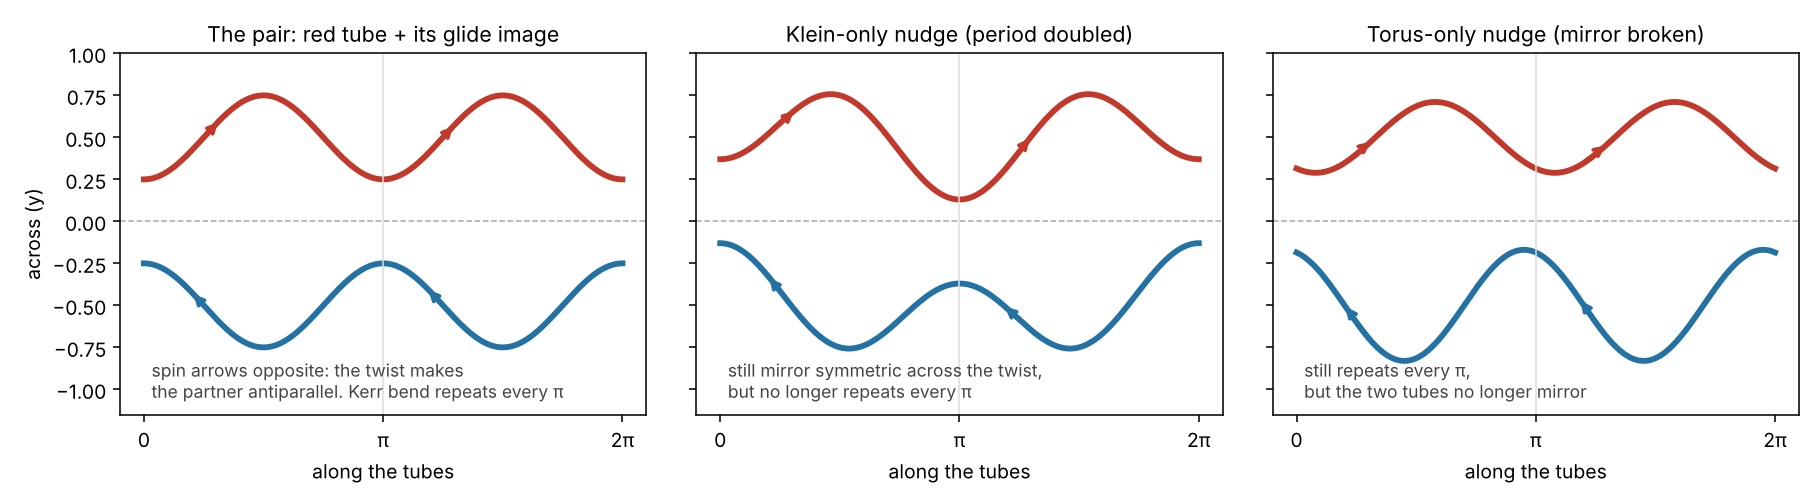 The pair: red tube + its glide image
1.00
0.75
0.50
0.25
0.00
−0.25
−0.50
−0.75
−1.00
across (y)
spin arrows opposite: the twist makes
the partner antiparallel. Kerr bend repeats every π
0
π
2π
along the tubes
Klein-only nudge (period doubled)
still mirror symmetric across the twist,
but no longer repeats every π
0
π
2π
along the tubes
Torus-only nudge (mirror broken)
still repeats every π,
but the two tubes no longer mirror
0
π
2π
along the tubes